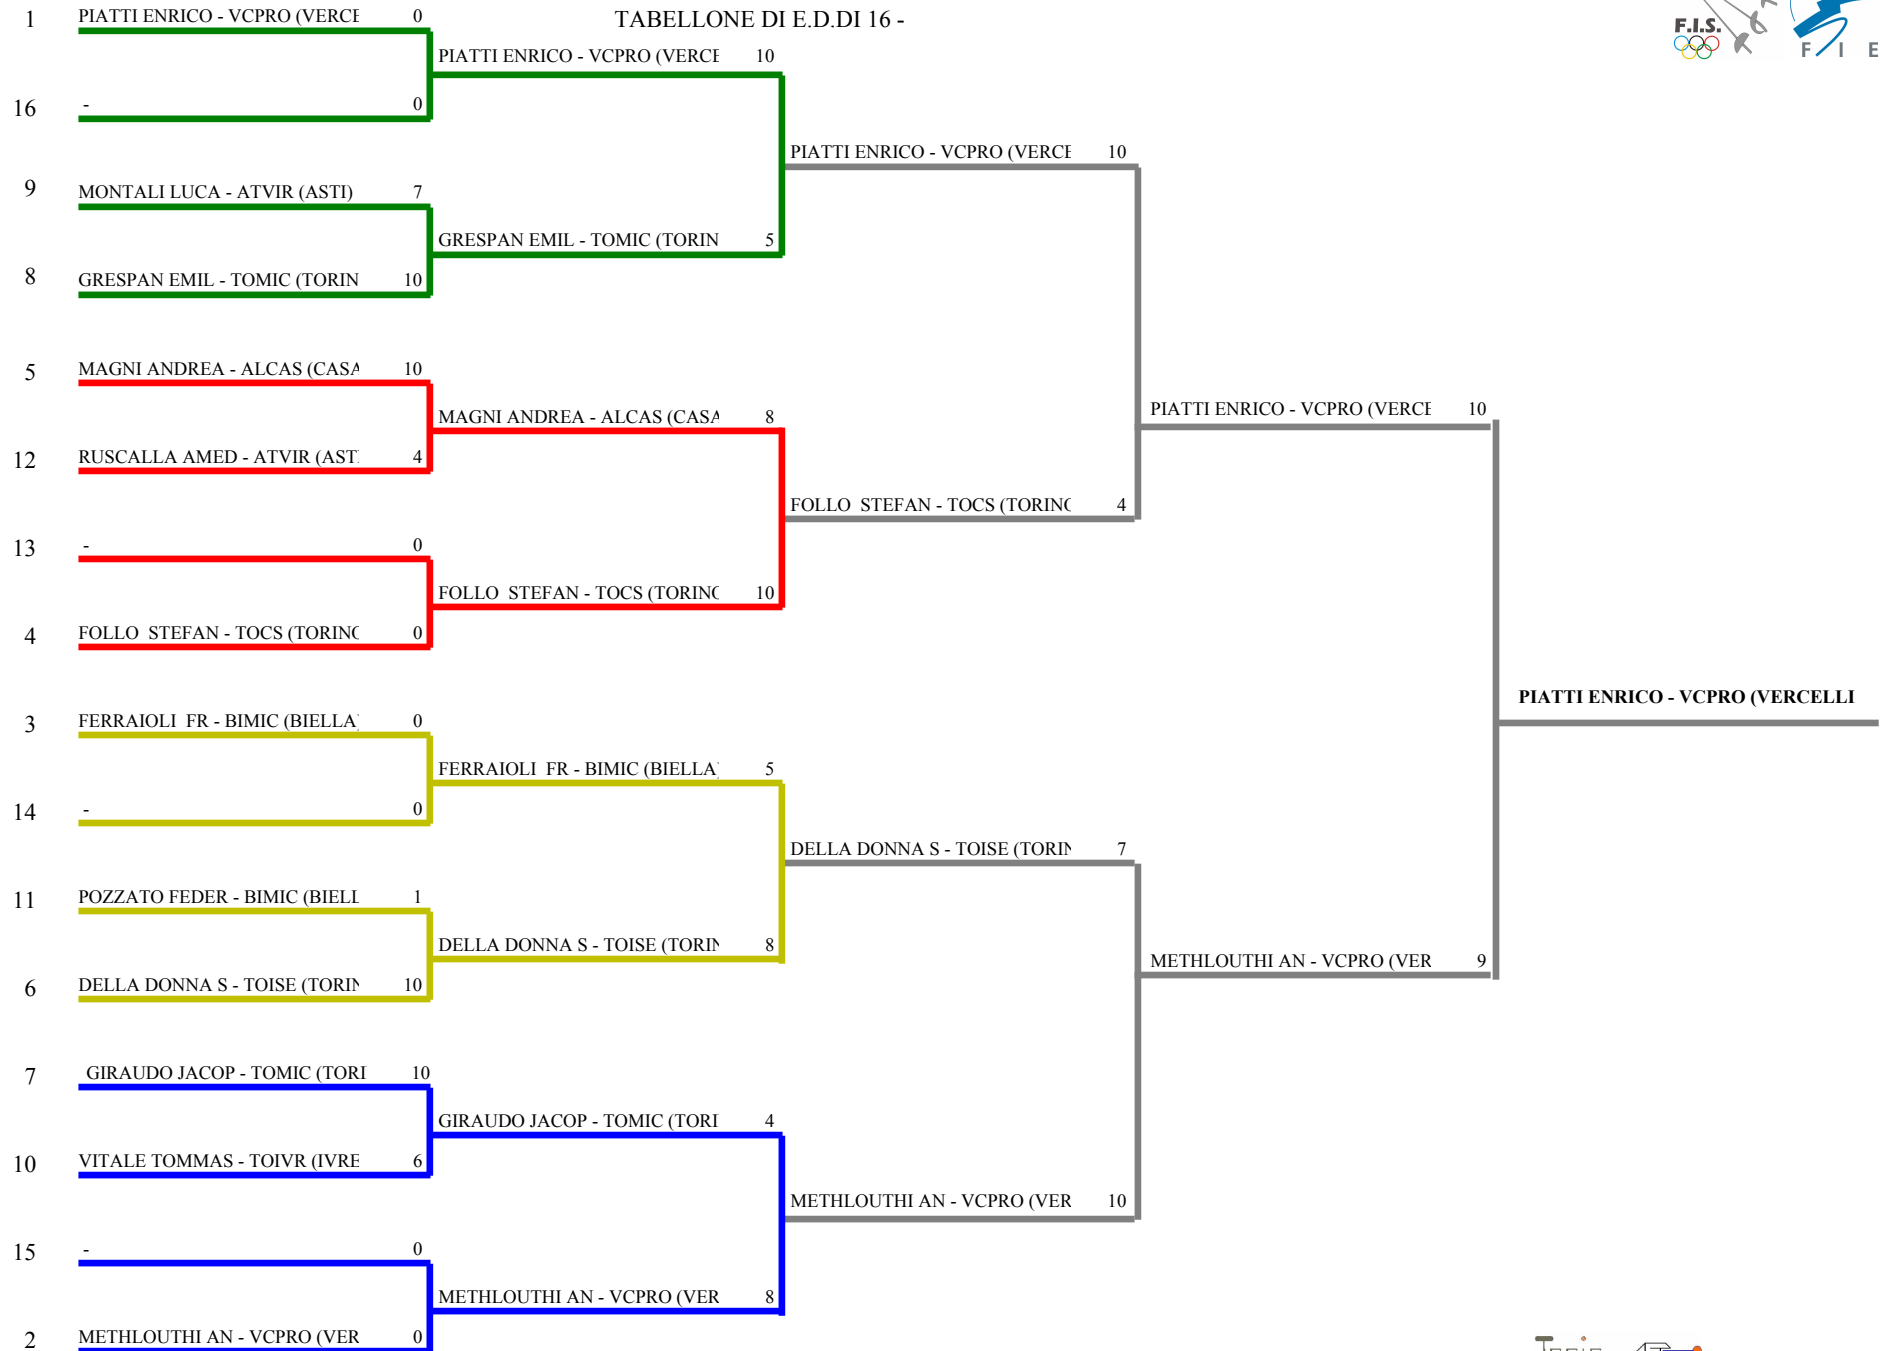 TABELLONE DI E.D.DI 16 -
F.I.S.
F I E
1 PIATTI ENRICO - VCPRO (VERCE 0
PIATTI ENRICO - VCPRO (VERCE 10
16 - 0
PIATTI ENRICO - VCPRO (VERCE 10
9 MONTALI LUCA - ATVIR (ASTI) 7
GRESPAN EMIL - TOMIC (TORIN 5
8 GRESPAN EMIL - TOMIC (TORIN 10
5 MAGNI ANDREA - ALCAS (CASA 10
PIATTI ENRICO - VCPRO (VERCE 10
MAGNI ANDREA - ALCAS (CASA 8
12 RUSCALLA AMED - ATVIR (AST 4
FOLLO STEFAN - TOCS (TORINO 4
13 - 0
FOLLO STEFAN - TOCS (TORINO 10
4 FOLLO STEFAN - TOCS (TORINO 0
PIATTI ENRICO - VCPRO (VERCELLI
3 FERRAIOLI FR - BIMIC (BIELLA 0
FERRAIOLI FR - BIMIC (BIELLA 5
14 - 0
DELLA DONNA S - TOISE (TORIN 7
11 POZZATO FEDER - BIMIC (BIELL 1
DELLA DONNA S - TOISE (TORIN 8
METHLOUTHI AN - VCPRO (VER 9
6 DELLA DONNA S - TOISE (TORIN 10
7 GIRAUDO JACOP - TOMIC (TORI 10
GIRAUDO JACOP - TOMIC (TORI 4
10 VITALE TOMMAS - TOIVR (IVRE 6
METHLOUTHI AN - VCPRO (VER 10
15 - 0
METHLOUTHI AN - VCPRO (VER 8
2 METHLOUTHI AN - VCPRO (VER 0